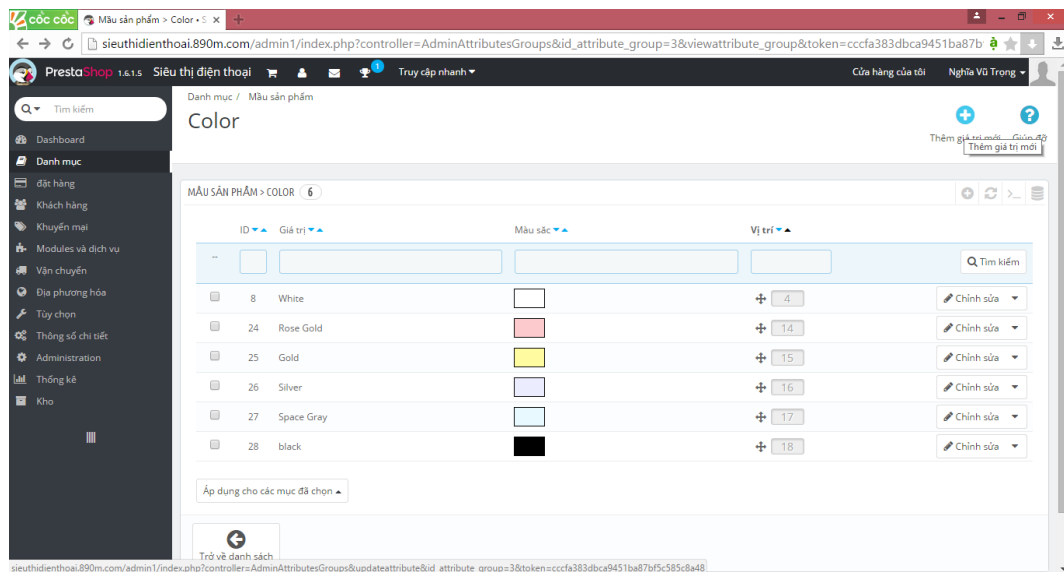 cốc cốc Mầu sản phẩm > Color • S
sieuthidienthoai.890m.com/admin1/index.php?controller=AdminAttributesGroups&id_attribute_group=3&viewattribute_group&token=cccfa383dbca9451ba87b
PrestaShop 1.6.1.5 Siêu thị điện thoại 1 Truy cập nhanh Cửa hàng của tôi Nghĩa Vũ Trọng
Tìm kiếm
Dashboard
Danh mục
đặt hàng
Khách hàng
Khuyến mại
Modules và dịch vụ
Vận chuyển
Địa phương hóa
Tùy chọn
Thông số chi tiết
Administration
Thống kê
Kho
Danh mục / Mầu sản phẩm
Color
Thêm giá trị mới Giúp đỡ
Thêm giá trị mới
MẦU SẢN PHẨM > COLOR 6
ID Giá trị Màu sắc Vị trí
-- Tìm kiếm
8 White 4 Chỉnh sửa
24 Rose Gold 14 Chỉnh sửa
25 Gold 15 Chỉnh sửa
26 Silver 16 Chỉnh sửa
27 Space Gray 17 Chỉnh sửa
28 black 18 Chỉnh sửa
Áp dụng cho các mục đã chọn
Trở về danh sách
sieuthidienthoai.890m.com/admin1/index.php?controller=AdminAttributesGroups&updateattribute&id_attribute_group=3&token=cccfa383dbca9451ba87bf5c585c8a48